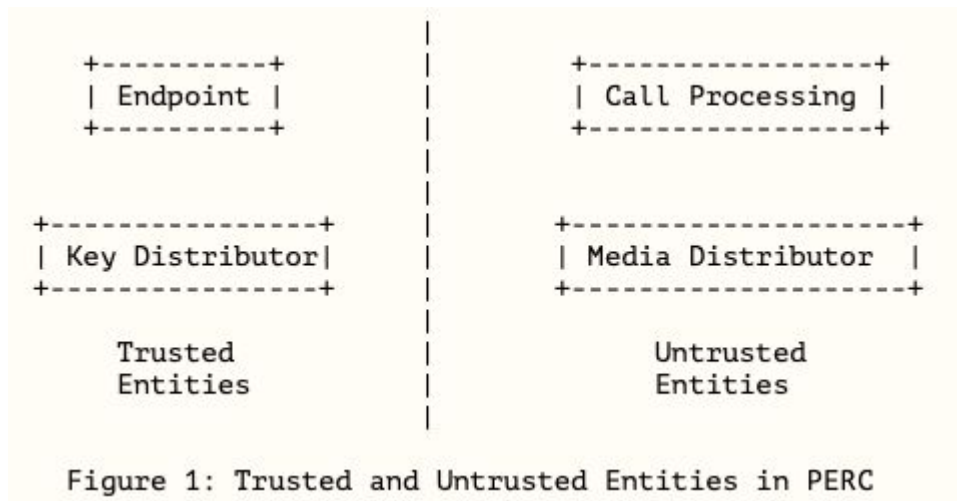 Endpoint
Call Processing
Key Distributor
Media Distributor
Trusted
Entities
Untrusted
Entities
Figure 1: Trusted and Untrusted Entities in PERC